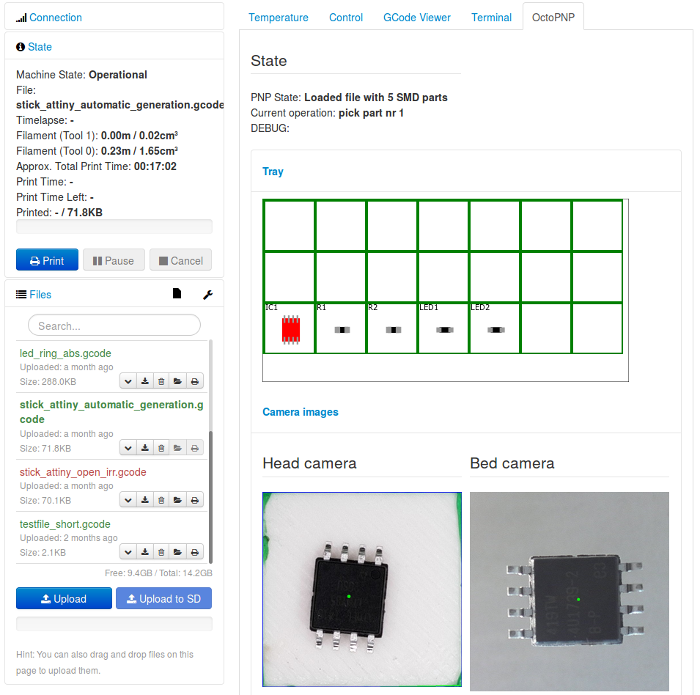 Connection
State
Machine State: Operational
File:
stick_attiny_automatic_generation.gcode
Timelapse: -
Filament (Tool 1): 0.00m / 0.02cm³
Filament (Tool 0): 0.23m / 1.65cm³
Approx. Total Print Time: 00:17:02
Print Time: -
Print Time Left: -
Printed: - / 71.8KB
Print
Pause
Cancel
Files
Search...
led_ring_abs.gcode
Uploaded: a month ago
Size: 288.0KB
stick_attiny_automatic_generation.g
code
Uploaded: a month ago
Size: 71.8KB
stick_attiny_open_irr.gcode
Uploaded: a month ago
Size: 70.1KB
testfile_short.gcode
Uploaded: 2 months ago
Size: 2.1KB
Free: 9.4GB / Total: 14.2GB
Upload
Upload to SD
Hint: You can also drag and drop files on this
page to upload them.
Temperature
Control
GCode Viewer
Terminal
OctoPNP
State
PNP State: Loaded file with 5 SMD parts
Current operation: pick part nr 1
DEBUG:
Tray
IC1
R1
R2
LED1
LED2
Camera images
Head camera
Bed camera